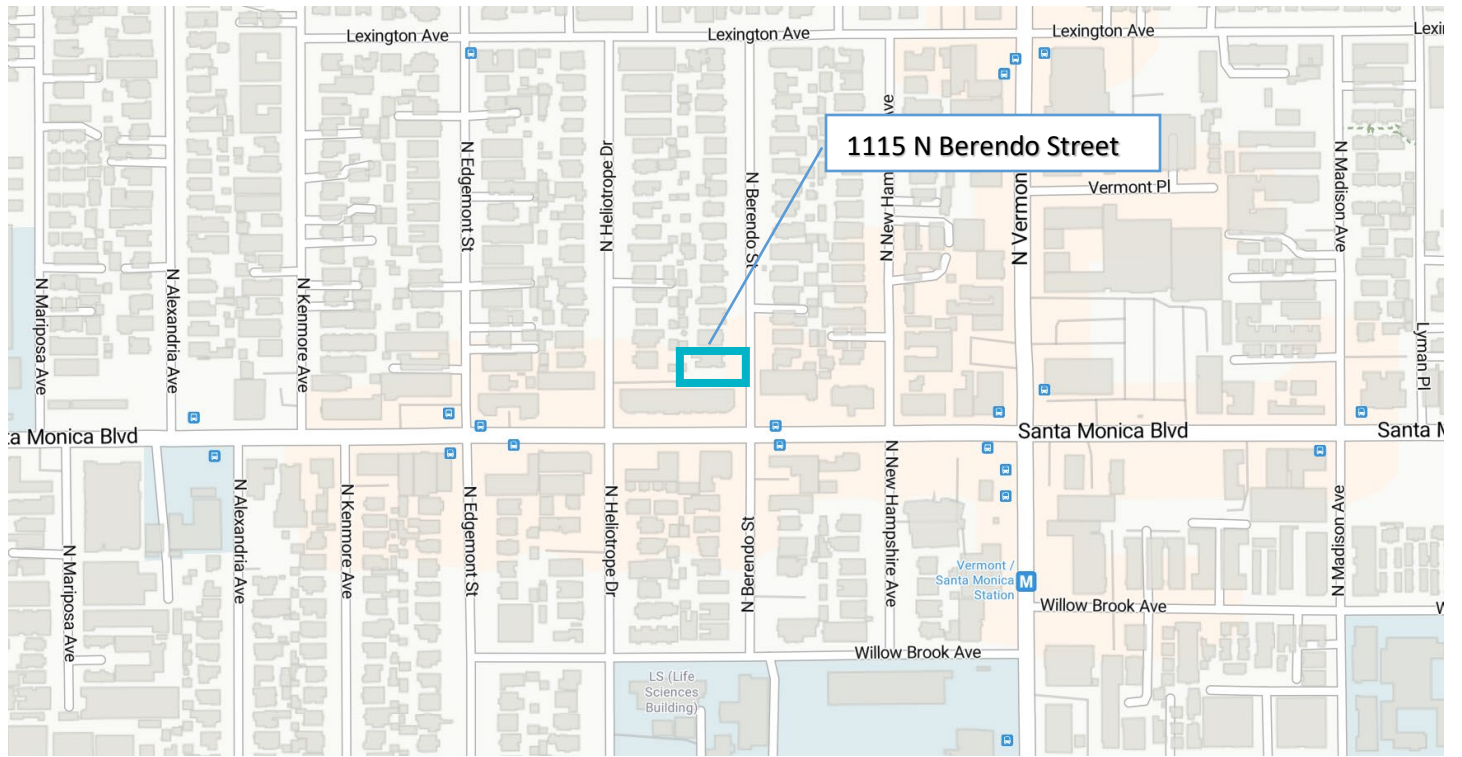 Lexington Ave
Lexington Ave
Lexington Ave
Lexi
1115 N Berendo Street
N Edgemont St
N Heliotrope Dr
N Berendo St
N New Ham
Ave
N Vermon
Vermont Pl
N Madison Ave
N Mariposa Ave
N Alexandria Ave
N Kenmore Ave
Lyman Pl
ta Monica Blvd
Santa Monica Blvd
Santa M
N Mariposa Ave
N Alexandria Ave
N Kenmore Ave
N Edgemont St
N Heliotrope Dr
N Berendo St
N New Hampshire Ave
N Madison Ave
Vermont /
Santa Monica
Station
M
Willow Brook Ave
W
Willow Brook Ave
LS (Life
Sciences
Building)